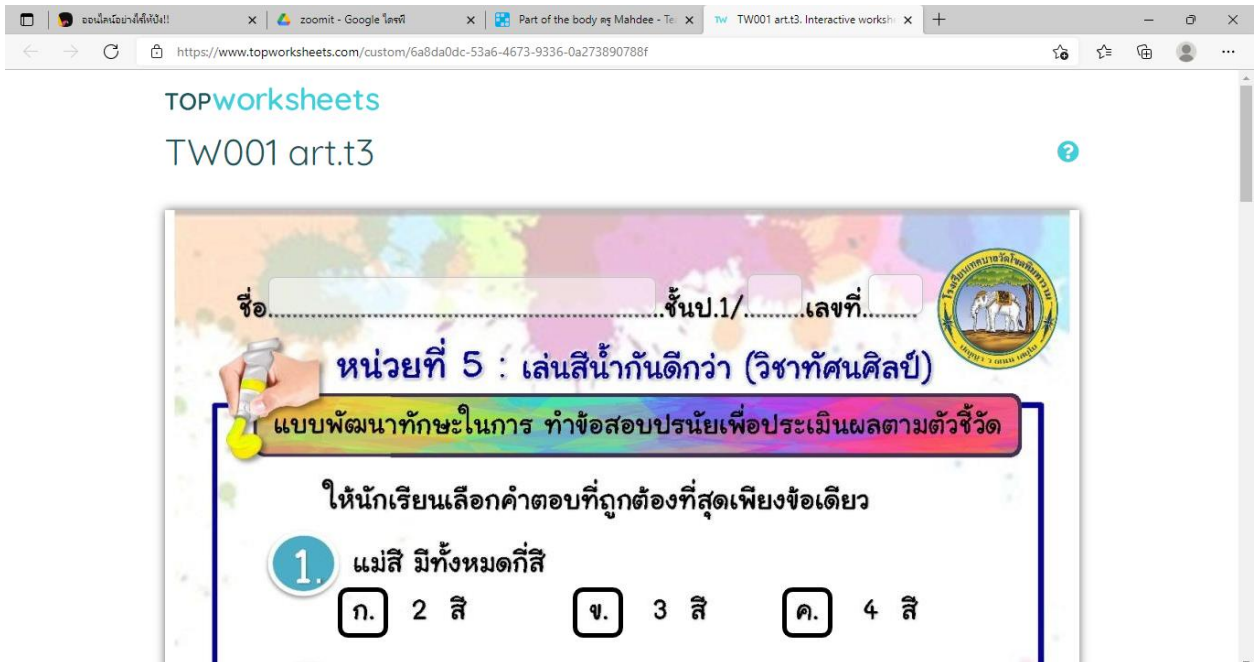 ออนไลน์อย่างไรให้ปัง!!
zoomit - Google ไดรฟ์
Part of the body ครู Mahdee - Te
TW001 art.t3. Interactive worksh
https://www.topworksheets.com/custom/6a8da0dc-53a6-4673-9336-0a273890788f
TOPworksheets
TW001 art.t3
?
ชื่อ..........................................................ชั้นป.1/.........เลขที่.........
หน่วยที่ 5 : เล่นสีน้ำกันดีกว่า (วิชาทัศนศิลป์)
แบบพัฒนาทักษะในการ ทำข้อสอบปรนัยเพื่อประเมินผลตามตัวชี้วัด
ให้นักเรียนเลือกคำตอบที่ถูกต้องที่สุดเพียงข้อเดียว
1. แม่สี มีทั้งหมดกี่สี
ก. 2 สี ข. 3 สี ค. 4 สี